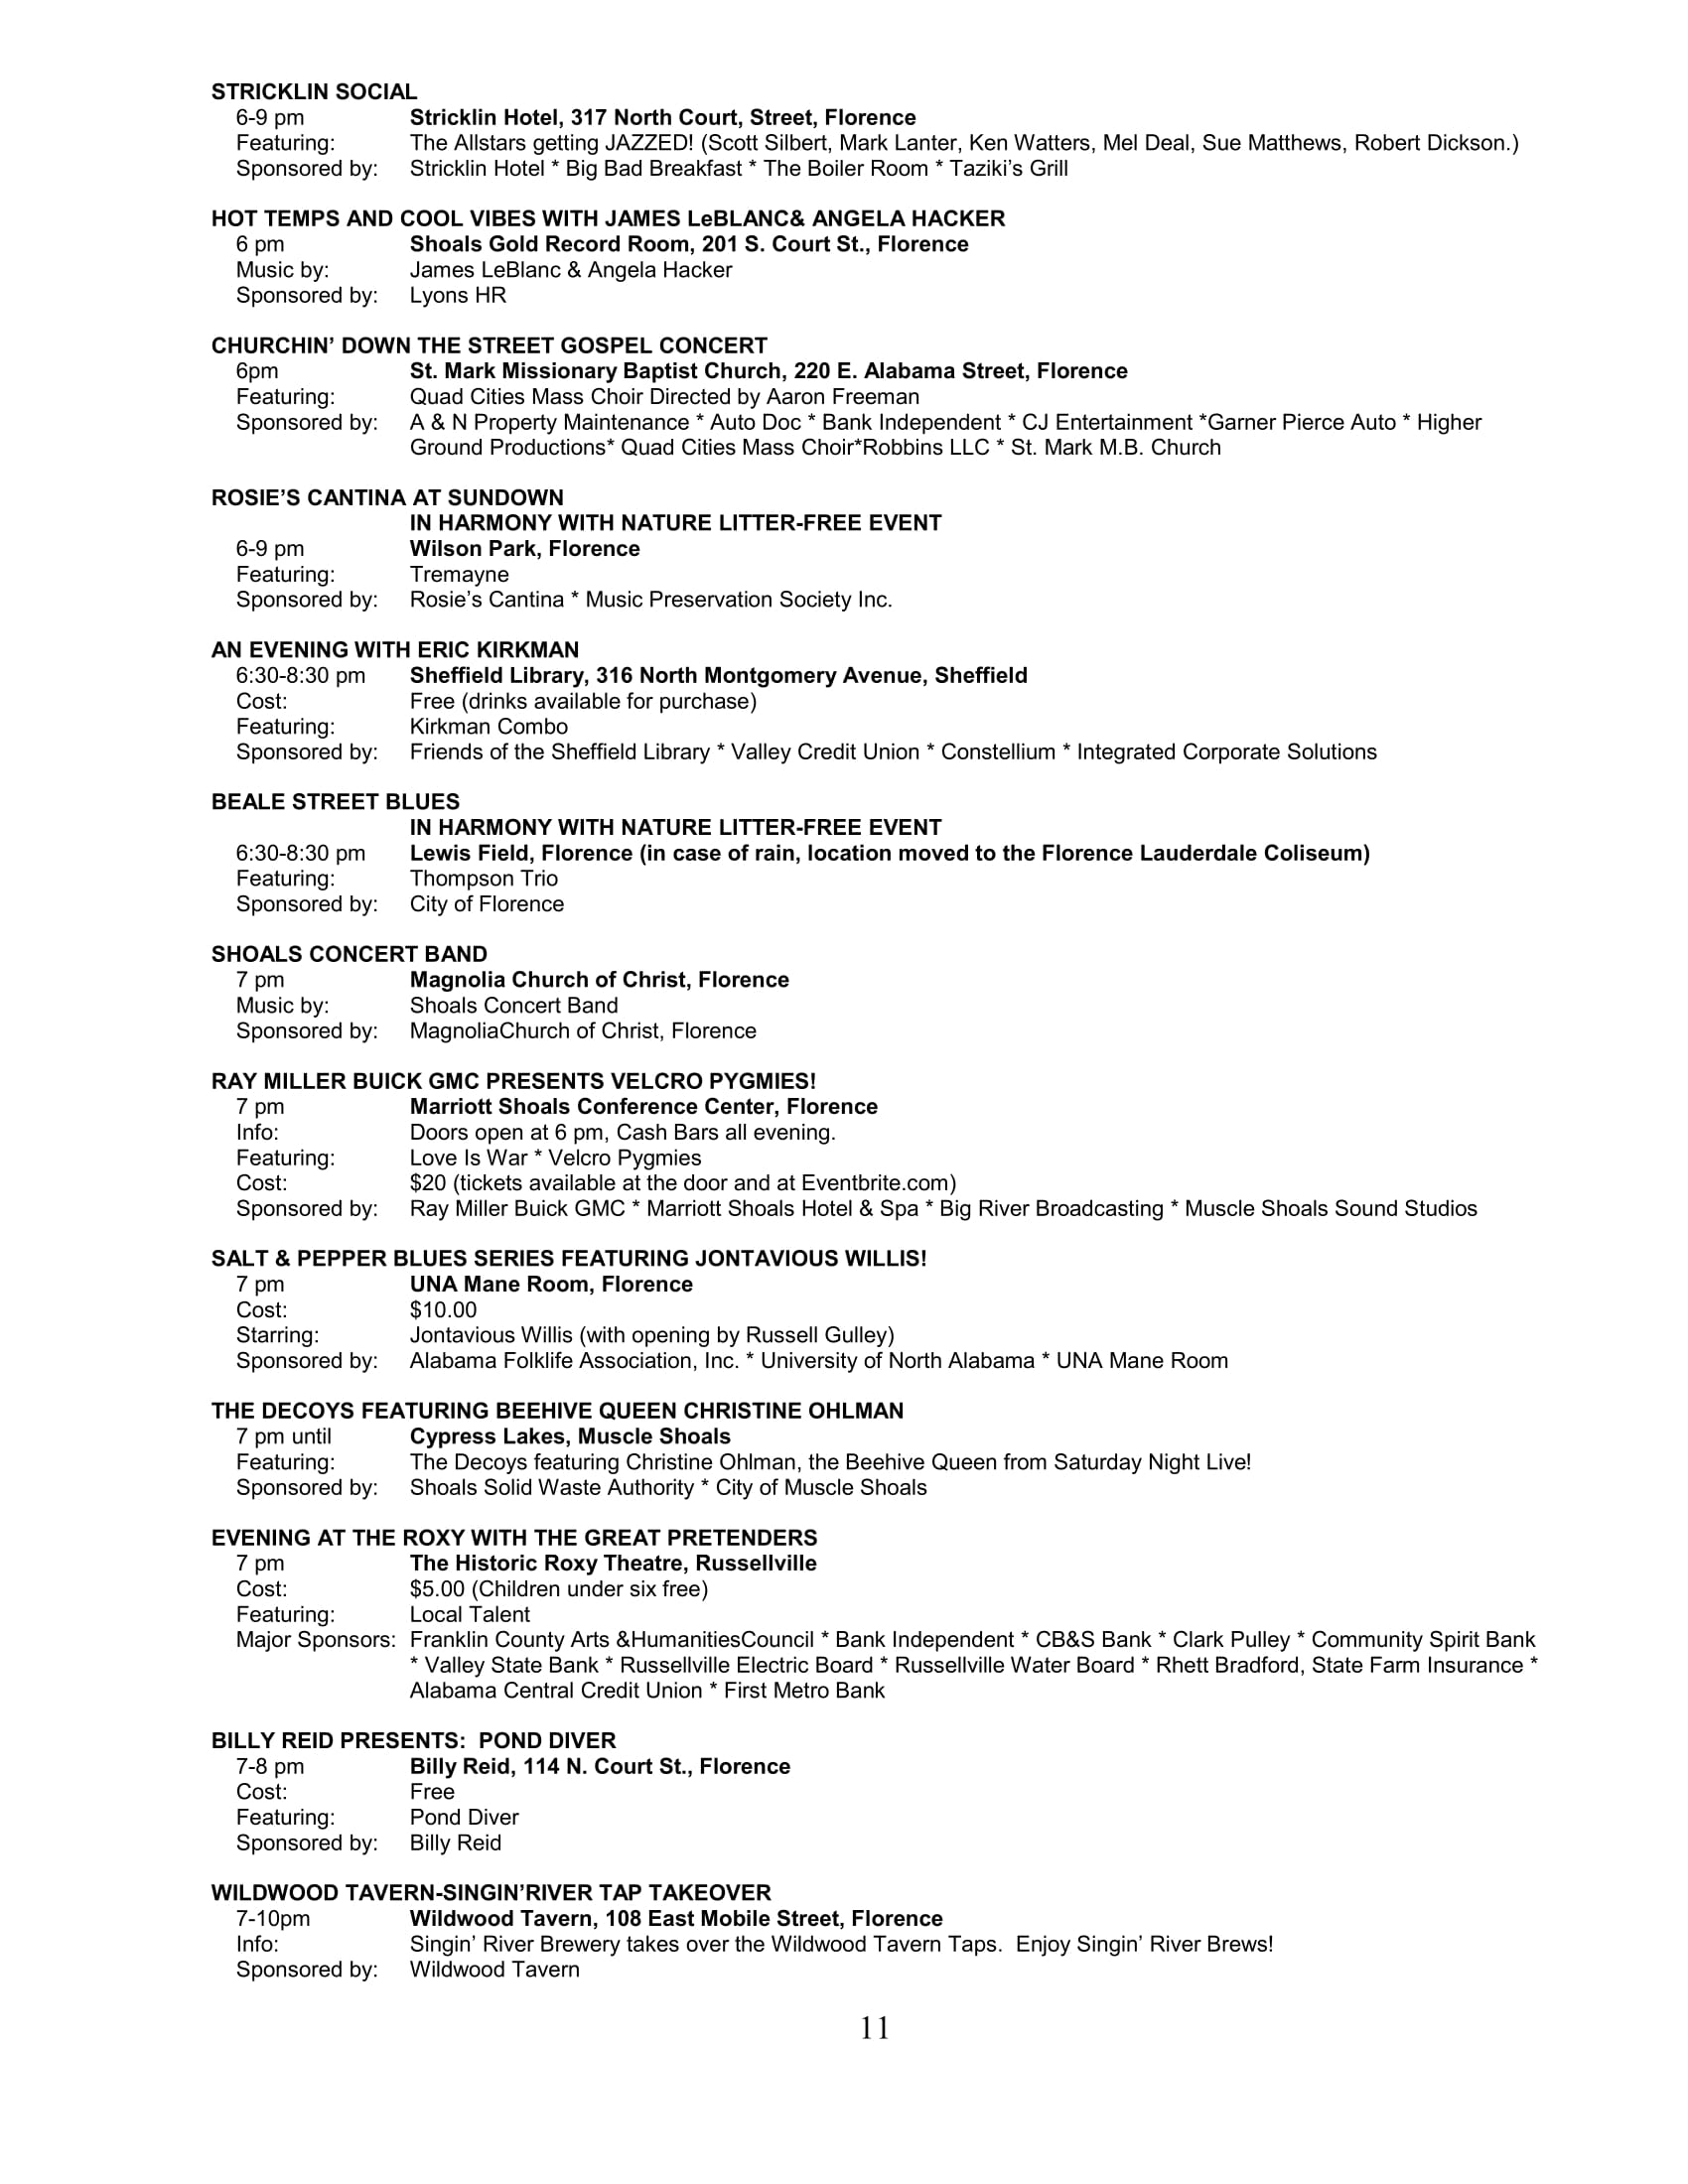 STRICKLIN SOCIAL
6-9 pm Stricklin Hotel, 317 North Court, Street, Florence
Featuring: The Allstars getting JAZZED! (Scott Silbert, Mark Lanter, Ken Watters, Mel Deal, Sue Matthews, Robert Dickson.)
Sponsored by: Stricklin Hotel * Big Bad Breakfast * The Boiler Room * Taziki’s Grill
HOT TEMPS AND COOL VIBES WITH JAMES LeBLANC& ANGELA HACKER
6 pm Shoals Gold Record Room, 201 S. Court St., Florence
Music by: James LeBlanc & Angela Hacker
Sponsored by: Lyons HR
CHURCHIN’ DOWN THE STREET GOSPEL CONCERT
6pm St. Mark Missionary Baptist Church, 220 E. Alabama Street, Florence
Featuring: Quad Cities Mass Choir Directed by Aaron Freeman
Sponsored by: A & N Property Maintenance * Auto Doc * Bank Independent * CJ Entertainment *Garner Pierce Auto * Higher
Ground Productions* Quad Cities Mass Choir*Robbins LLC * St. Mark M.B. Church
ROSIE’S CANTINA AT SUNDOWN
IN HARMONY WITH NATURE LITTER-FREE EVENT
6-9 pm Wilson Park, Florence
Featuring: Tremayne
Sponsored by: Rosie’s Cantina * Music Preservation Society Inc.
AN EVENING WITH ERIC KIRKMAN
6:30-8:30 pm Sheffield Library, 316 North Montgomery Avenue, Sheffield
Cost: Free (drinks available for purchase)
Featuring: Kirkman Combo
Sponsored by: Friends of the Sheffield Library * Valley Credit Union * Constellium * Integrated Corporate Solutions
BEALE STREET BLUES
IN HARMONY WITH NATURE LITTER-FREE EVENT
6:30-8:30 pm Lewis Field, Florence (in case of rain, location moved to the Florence Lauderdale Coliseum)
Featuring: Thompson Trio
Sponsored by: City of Florence
SHOALS CONCERT BAND
7 pm Magnolia Church of Christ, Florence
Music by: Shoals Concert Band
Sponsored by: MagnoliaChurch of Christ, Florence
RAY MILLER BUICK GMC PRESENTS VELCRO PYGMIES!
7 pm Marriott Shoals Conference Center, Florence
Info: Doors open at 6 pm, Cash Bars all evening.
Featuring: Love Is War * Velcro Pygmies
Cost: $20 (tickets available at the door and at Eventbrite.com)
Sponsored by: Ray Miller Buick GMC * Marriott Shoals Hotel & Spa * Big River Broadcasting * Muscle Shoals Sound Studios
SALT & PEPPER BLUES SERIES FEATURING JONTAVIOUS WILLIS!
7 pm UNA Mane Room, Florence
Cost: $10.00
Starring: Jontavious Willis (with opening by Russell Gulley)
Sponsored by: Alabama Folklife Association, Inc. * University of North Alabama * UNA Mane Room
THE DECOYS FEATURING BEEHIVE QUEEN CHRISTINE OHLMAN
7 pm until Cypress Lakes, Muscle Shoals
Featuring: The Decoys featuring Christine Ohlman, the Beehive Queen from Saturday Night Live!
Sponsored by: Shoals Solid Waste Authority * City of Muscle Shoals
EVENING AT THE ROXY WITH THE GREAT PRETENDERS
7 pm The Historic Roxy Theatre, Russellville
Cost: $5.00 (Children under six free)
Featuring: Local Talent
Major Sponsors: Franklin County Arts &HumanitiesCouncil * Bank Independent * CB&S Bank * Clark Pulley * Community Spirit Bank
* Valley State Bank * Russellville Electric Board * Russellville Water Board * Rhett Bradford, State Farm Insurance *
Alabama Central Credit Union * First Metro Bank
BILLY REID PRESENTS:  POND DIVER
7-8 pm Billy Reid, 114 N. Court St., Florence
Cost: Free
Featuring: Pond Diver
Sponsored by: Billy Reid
WILDWOOD TAVERN-SINGIN’RIVER TAP TAKEOVER
7-10pm Wildwood Tavern, 108 East Mobile Street, Florence
Info: Singin’ River Brewery takes over the Wildwood Tavern Taps.  Enjoy Singin’ River Brews!
Sponsored by: Wildwood Tavern
11